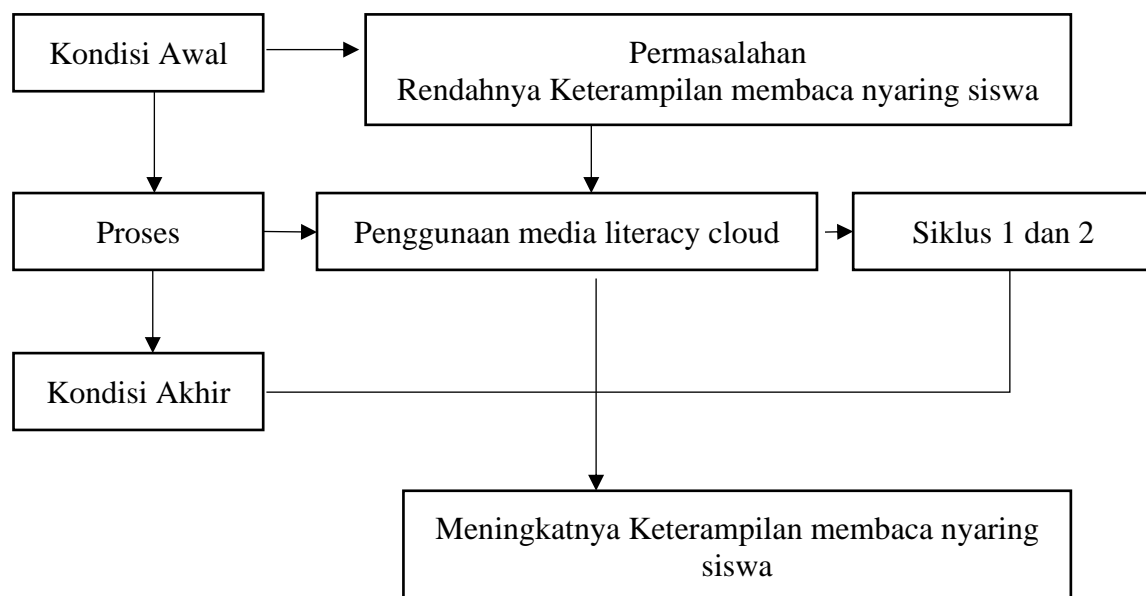 Kondisi Awal
Permasalahan
Rendahnya Keterampilan membaca nyaring siswa
Proses
Penggunaan media literacy cloud
Siklus 1 dan 2
Kondisi Akhir
Meningkatnya Keterampilan membaca nyaring
siswa